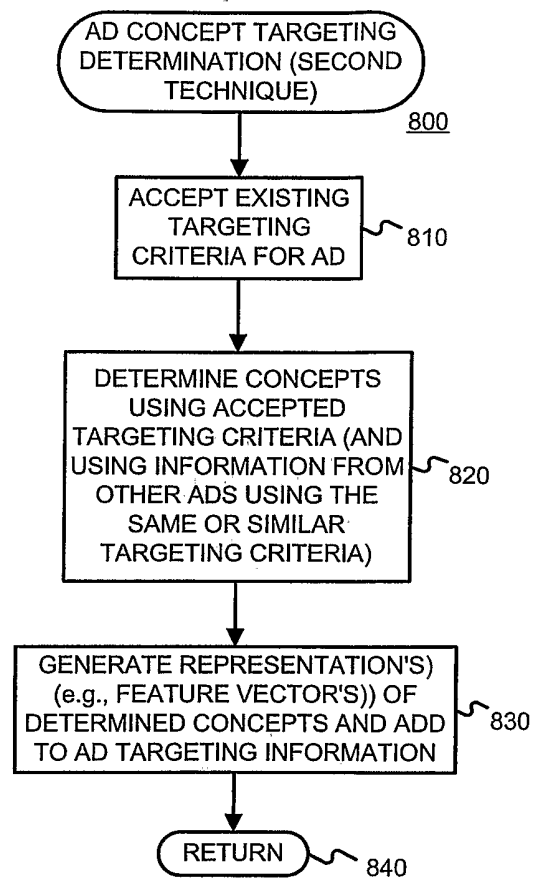 AD CONCEPT TARGETING
DETERMINATION (SECOND
TECHNIQUE)
800
ACCEPT EXISTING
TARGETING
CRITERIA FOR AD
810
DETERMINE CONCEPTS
USING ACCEPTED
TARGETING CRITERIA (AND
USING INFORMATION FROM
OTHER ADS USING THE
SAME OR SIMILAR
TARGETING CRITERIA)
820
GENERATE REPRESENTATION'S)
(e.g., FEATURE VECTOR'S)) OF
DETERMINED CONCEPTS AND ADD
TO AD TARGETING INFORMATION
830
RETURN
840